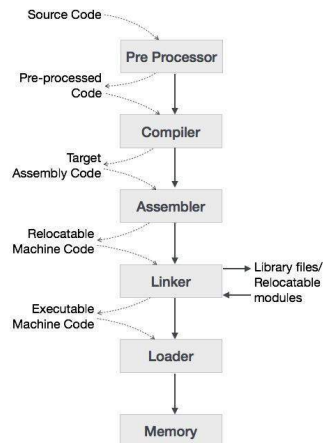 Source Code
Pre Processor
Pre-processed
Code
Compiler
Target
Assembly Code
Assembler
Relocatable
Machine Code
Linker
Library files/
Relocatable
modules
Executable
Machine Code
Loader
Memory